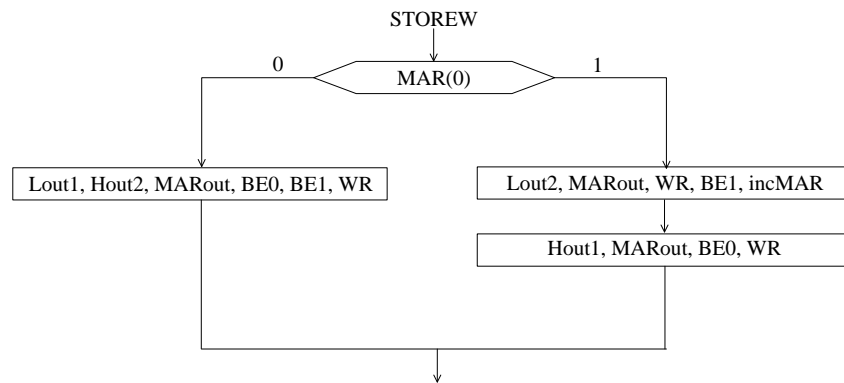 STOREW
0
MAR(0)
1
Lout1, Hout2, MARout, BE0, BE1, WR
Lout2, MARout, WR, BE1, incMAR
Hout1, MARout, BE0, WR